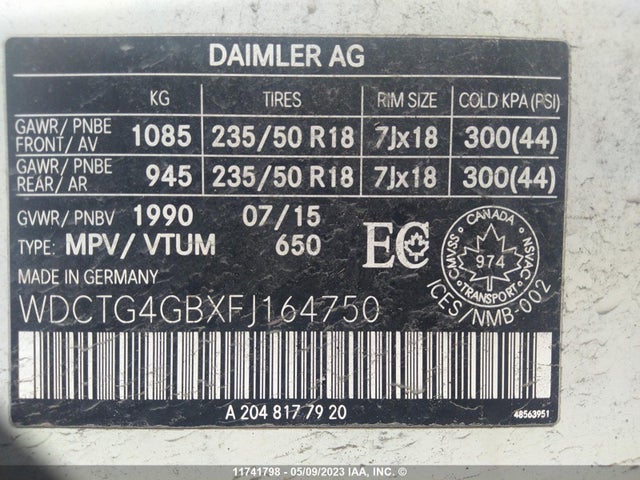 DAIMLER AG
KG TIRES RIM SIZE COLD KPA (PSI)
GAWR/ PNBE FRONT/ AV 1085 235/50 R18 7Jx18 300(44)
GAWR/ PNBE REAR/ AR 945 235/50 R18 7Jx18 300(44)
GVWR/ PNBV 1990 07/15
TYPE: MPV/ VTUM 650
EC
CANADA
CMVSS NSVAC
974
TRANSPORT
ICES/NMB-002
MADE IN GERMANY
WDCTG4GBXFJ164750
A 204 817 79 20
48563951
11741798 - 05/09/2023 IAA, INC. ©